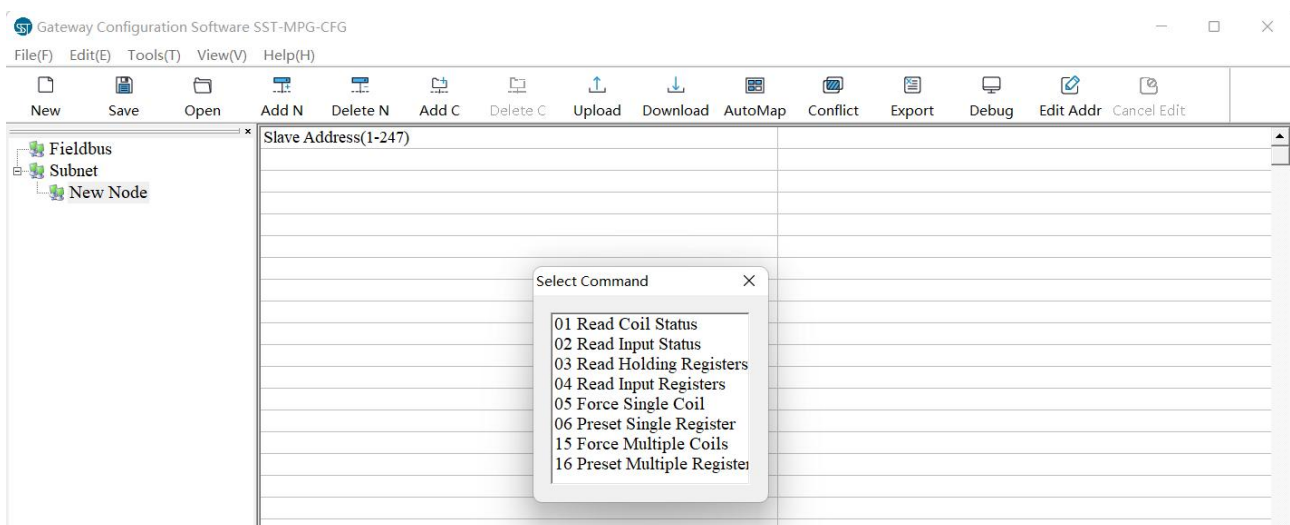 SST Gateway Configuration Software SST-MPG-CFG
File(F) Edit(E) Tools(T) View(V) Help(H)
New Save Open Add N Delete N Add C Delete C Upload Download AutoMap Conflict Export Debug Edit Addr Cancel Edit
Fieldbus
Subnet
New Node
Slave Address(1-247)
Select Command
01 Read Coil Status
02 Read Input Status
03 Read Holding Registers
04 Read Input Registers
05 Force Single Coil
06 Preset Single Register
15 Force Multiple Coils
16 Preset Multiple Register